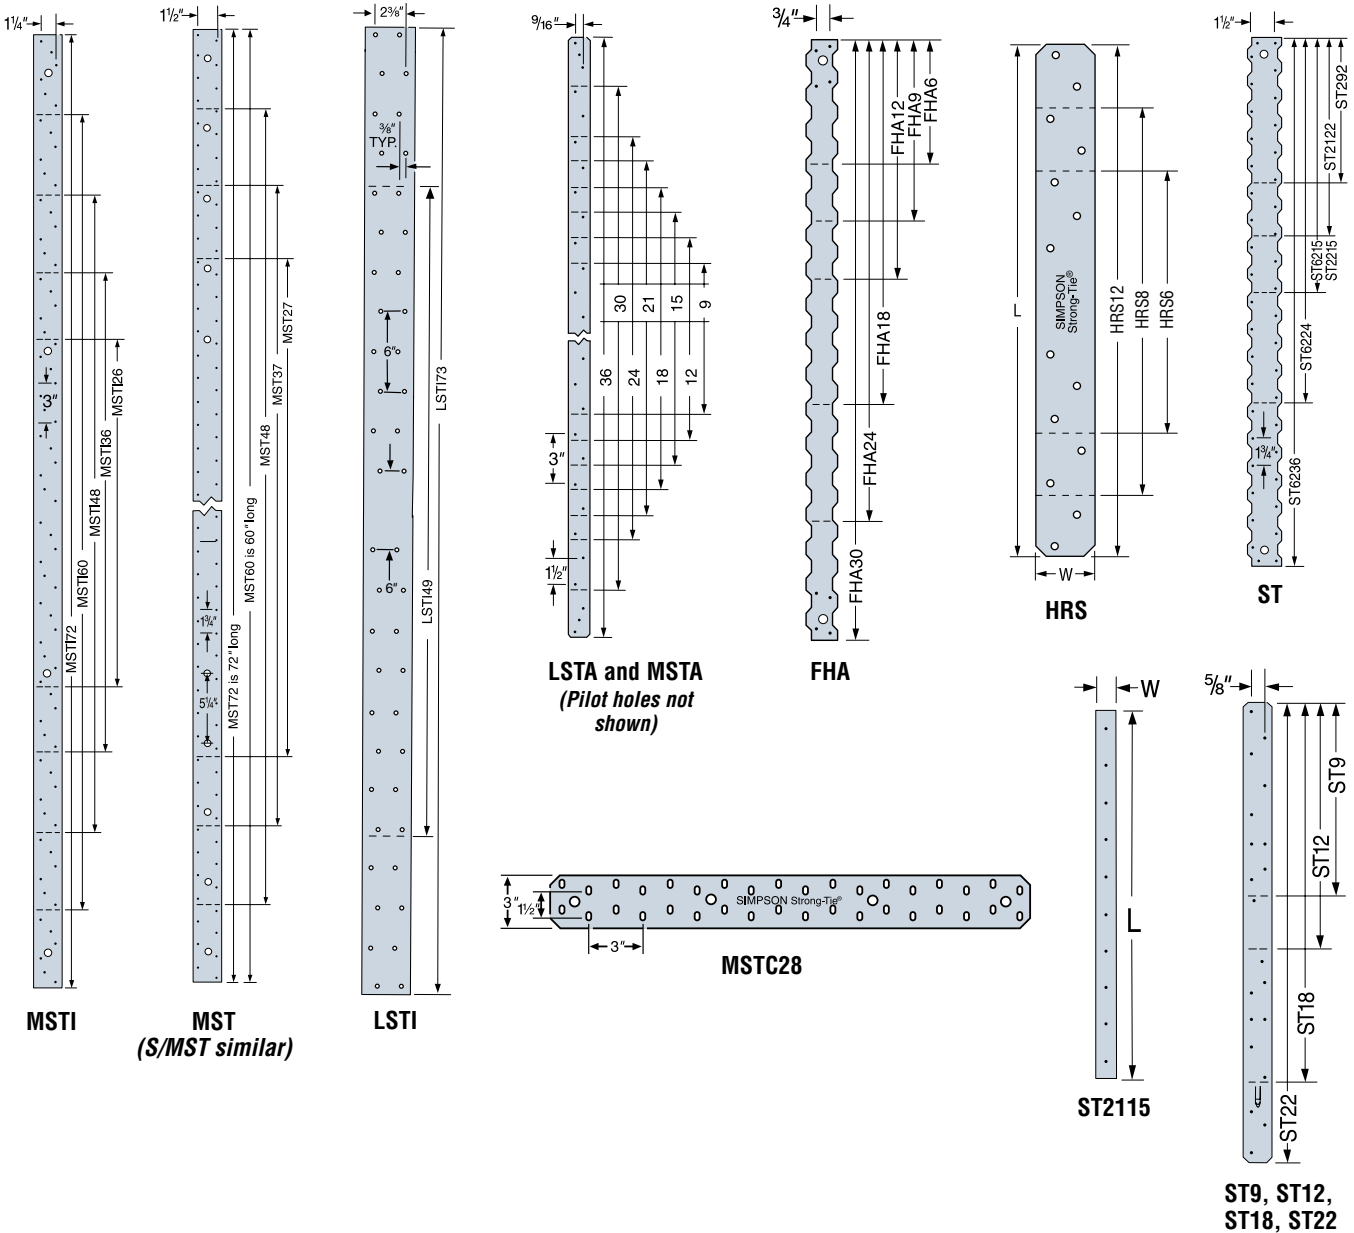 1¼"
3"
MSTI26
MSTI36
MSTI48
MSTI60
MSTI72
MSTI
1½"
MST27
MST37
MST48
MST60 is 60" long
MST72 is 72" long
1¾"
5¼"
MST
(S/MST similar)
2⅜"
⅜"
TYP.
6"
6"
LSTI73
LSTI49
LSTI
9/16"
30
21
15
9
36
24
18
12
3"
1½"
LSTA and MSTA
(Pilot holes not
shown)
¾"
FHA6
FHA9
FHA12
FHA18
FHA24
FHA30
FHA
L
SIMPSON
Strong-Tie®
HRS12
HRS8
HRS6
W
HRS
1½"
ST292
ST2122
ST2215
ST6215
ST6224
ST6236
1¾"
ST
3"
1½"
SIMPSON Strong-Tie®
3"
MSTC28
W
L
ST2115
⅝"
ST9
ST12
ST18
ST22
ST9, ST12,
ST18, ST22